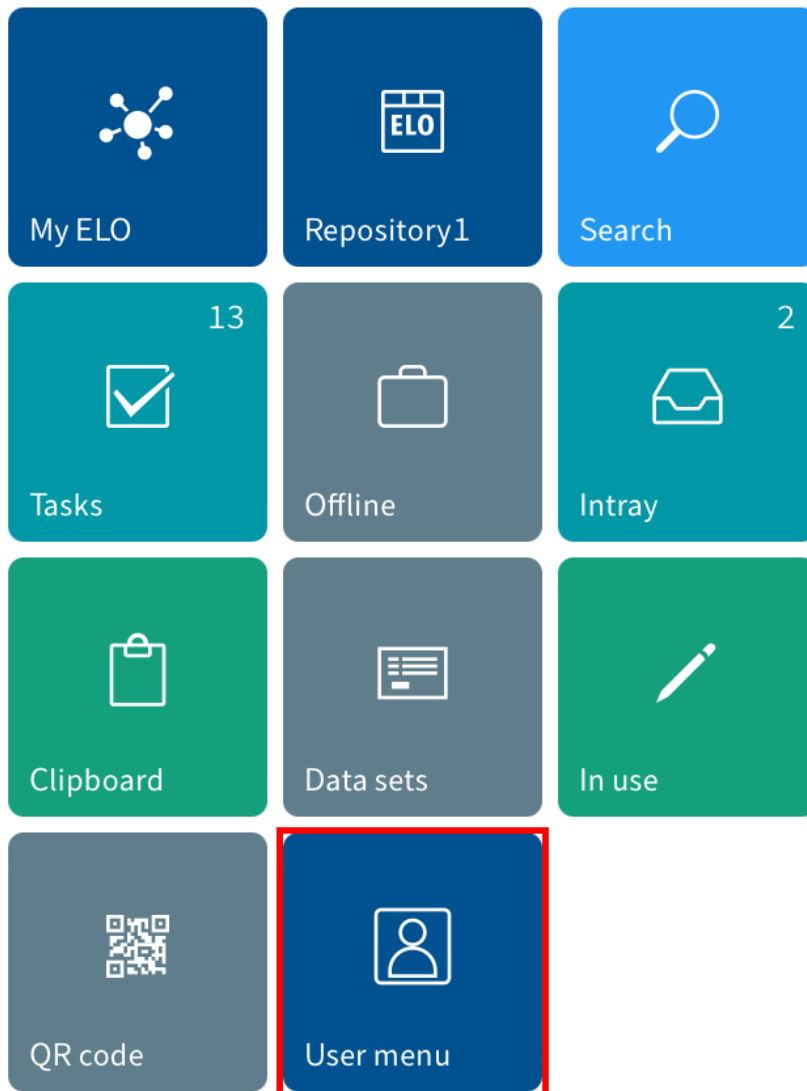 ELO
My ELO
Repository1
Search
13
2
Tasks
Offline
Intray
Clipboard
Data sets
In use
QR code
User menu